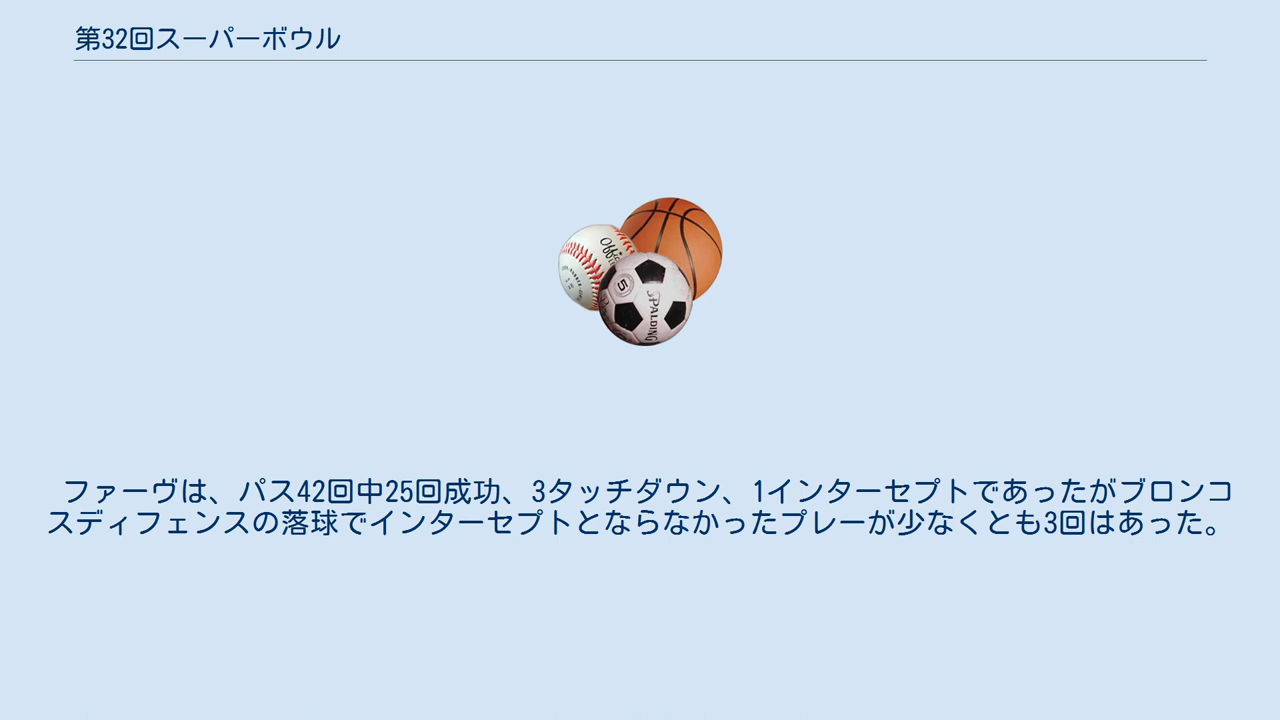 第32回スーパーボウル
Offic
5
SPALDING
ファーヴは、パス42回中25回成功、3タッチダウン、1インターセプトであったがブロンコ
スディフェンスの落球でインターセプトとならなかったプレーが少なくとも3回はあった。